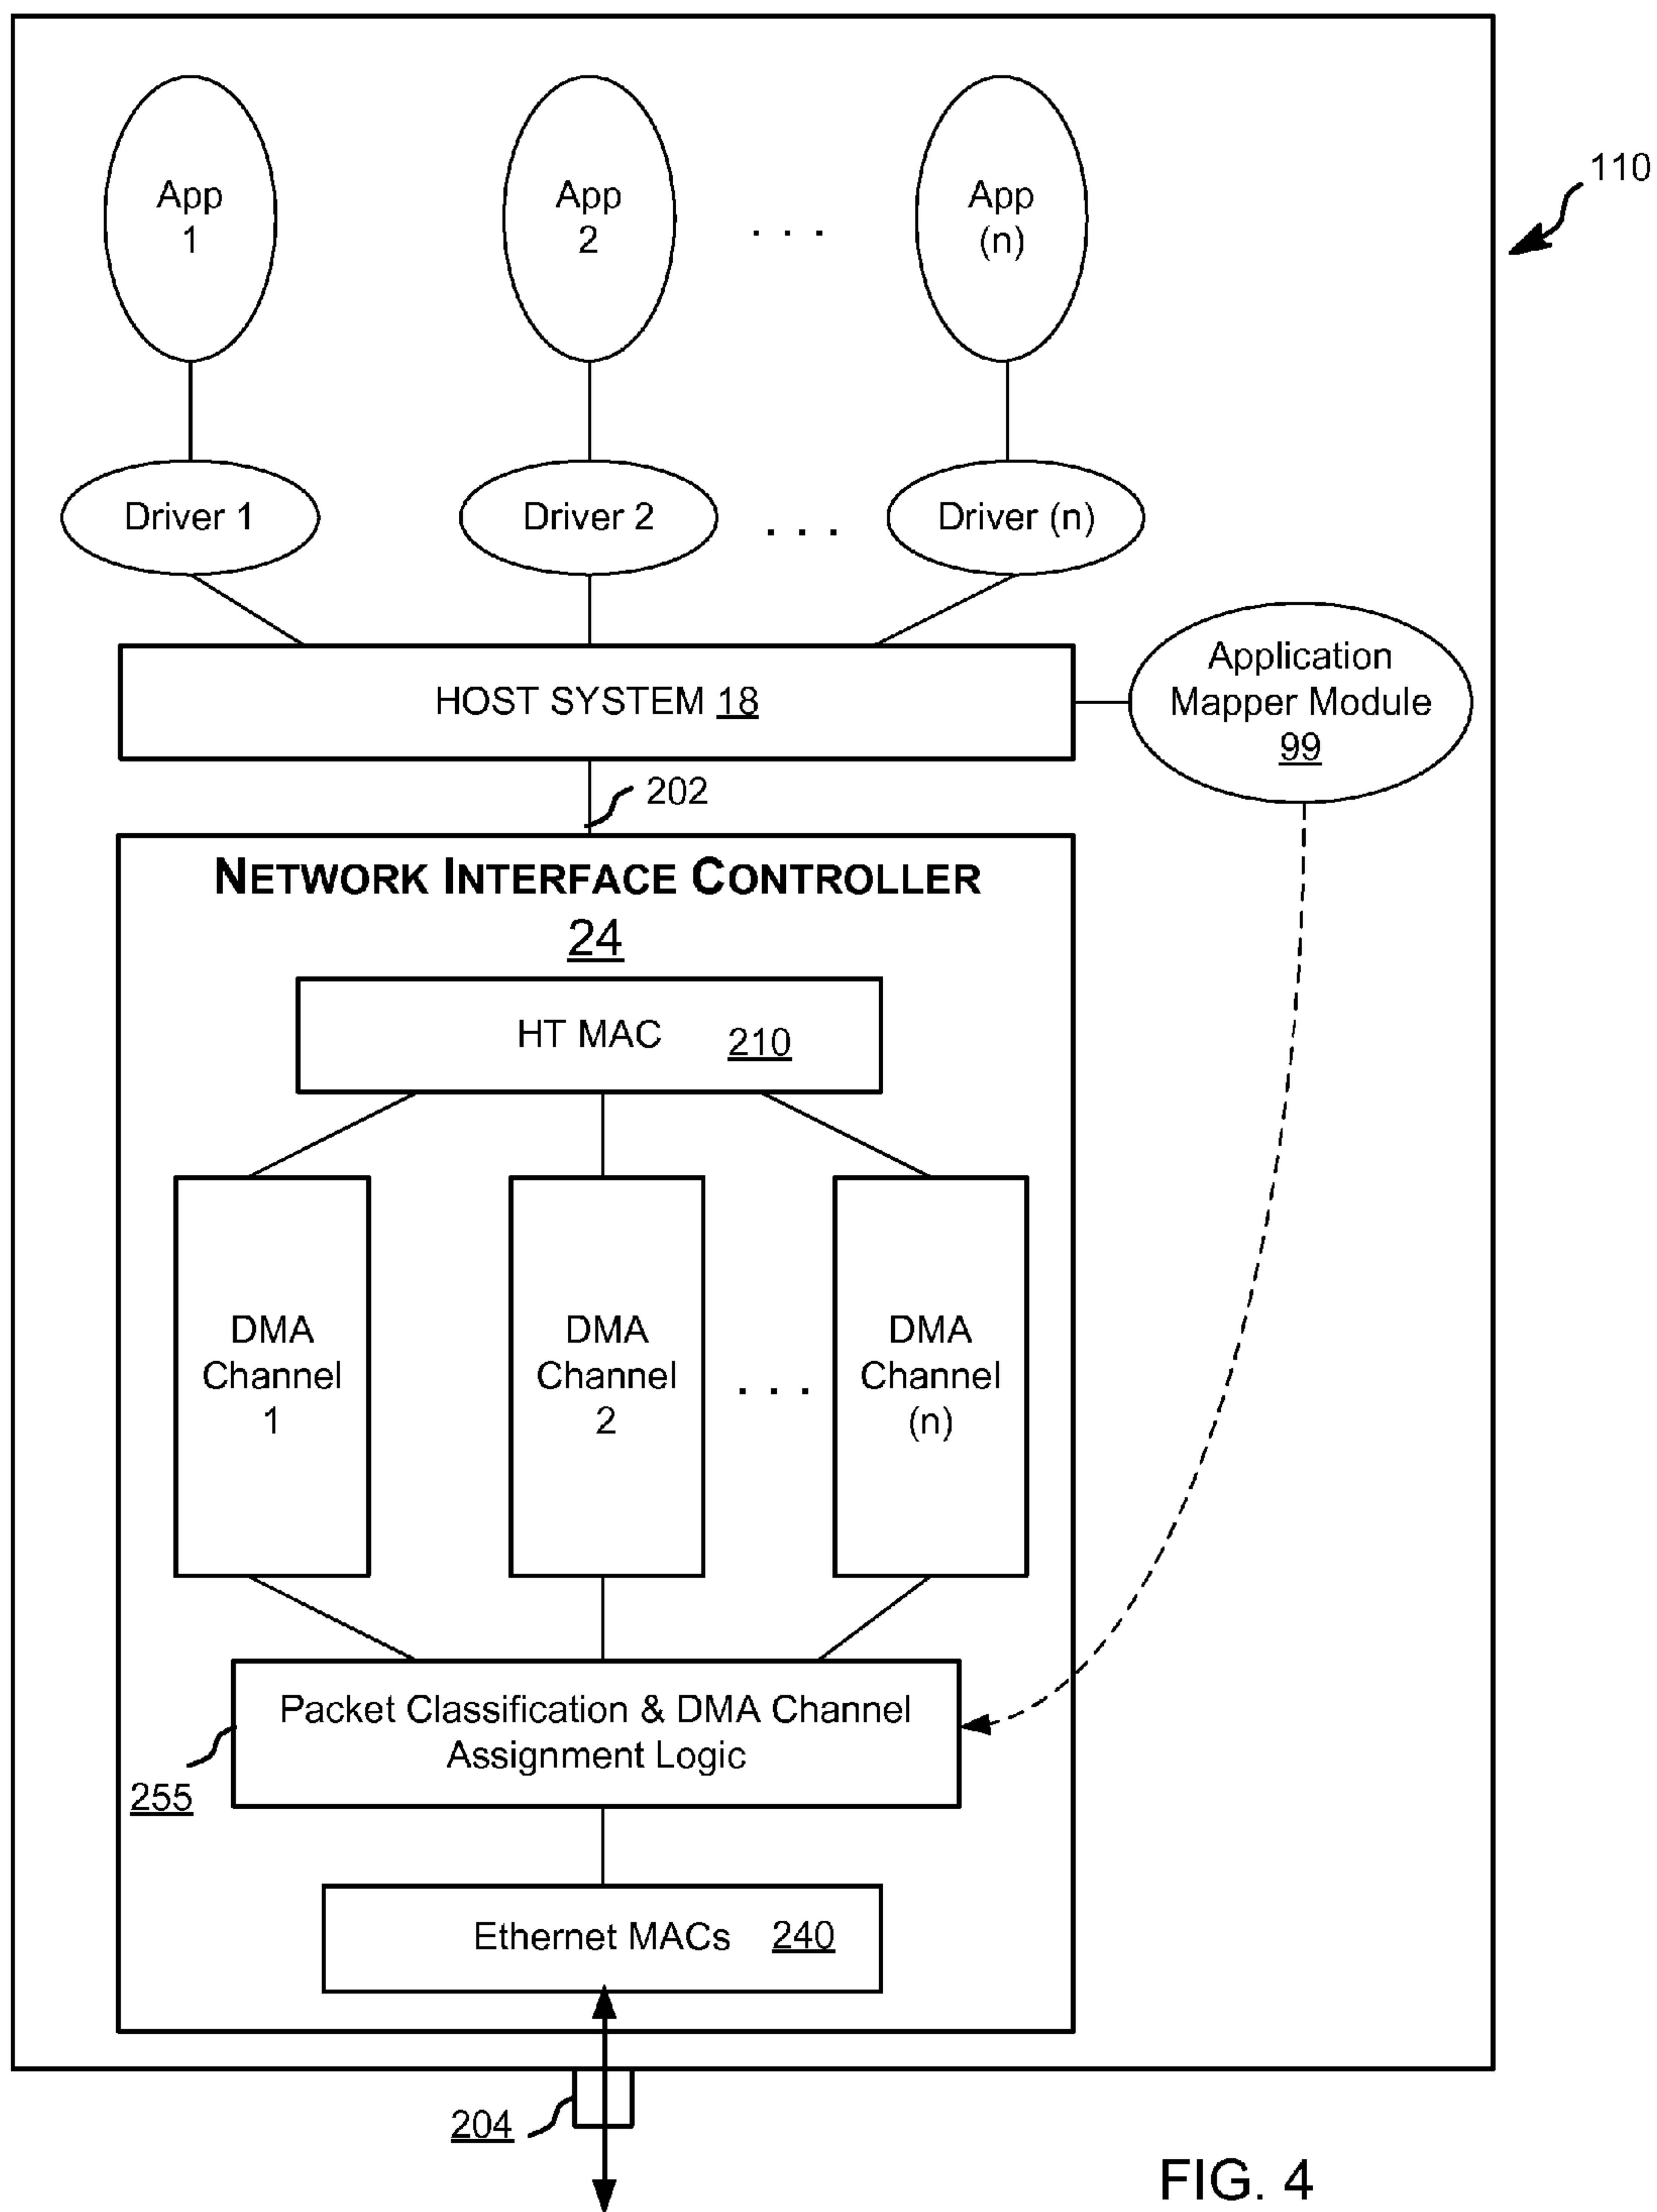 110
App
1
App
2
. . .
App
(n)
Driver 1
Driver 2
. . .
Driver (n)
HOST SYSTEM 18
Application
Mapper Module
99
202
NETWORK INTERFACE CONTROLLER
24
HT MAC 210
DMA
Channel
1
DMA
Channel
2
. . .
DMA
Channel
(n)
Packet Classification & DMA Channel
Assignment Logic
255
Ethernet MACs 240
204
FIG. 4